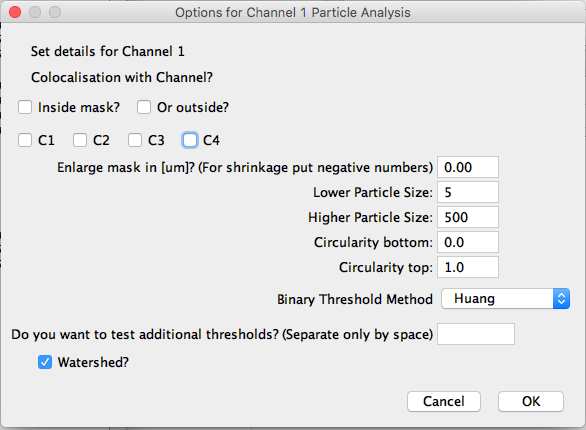 Options for Channel 1 Particle Analysis
Set details for Channel 1
Colocalisation with Channel?
Inside mask? Or outside?
C1 C2 C3 C4
Enlarge mask in [um]? (For shrinkage put negative numbers) 0.00
Lower Particle Size: 5
Higher Particle Size: 500
Circularity bottom: 0.0
Circularity top: 1.0
Binary Threshold Method Huang
Do you want to test additional thresholds? (Separate only by space)
Watershed?
Cancel OK